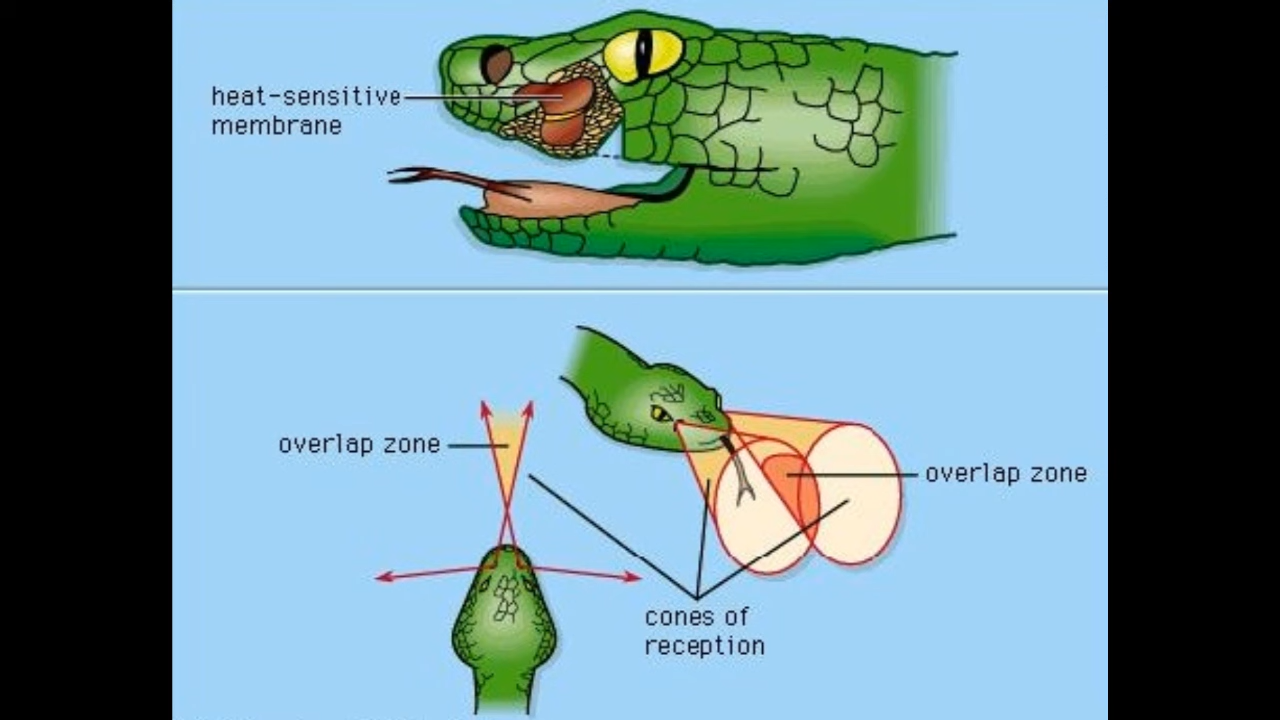 heat-sensitive
membrane
overlap zone
overlap zone
cones of
reception